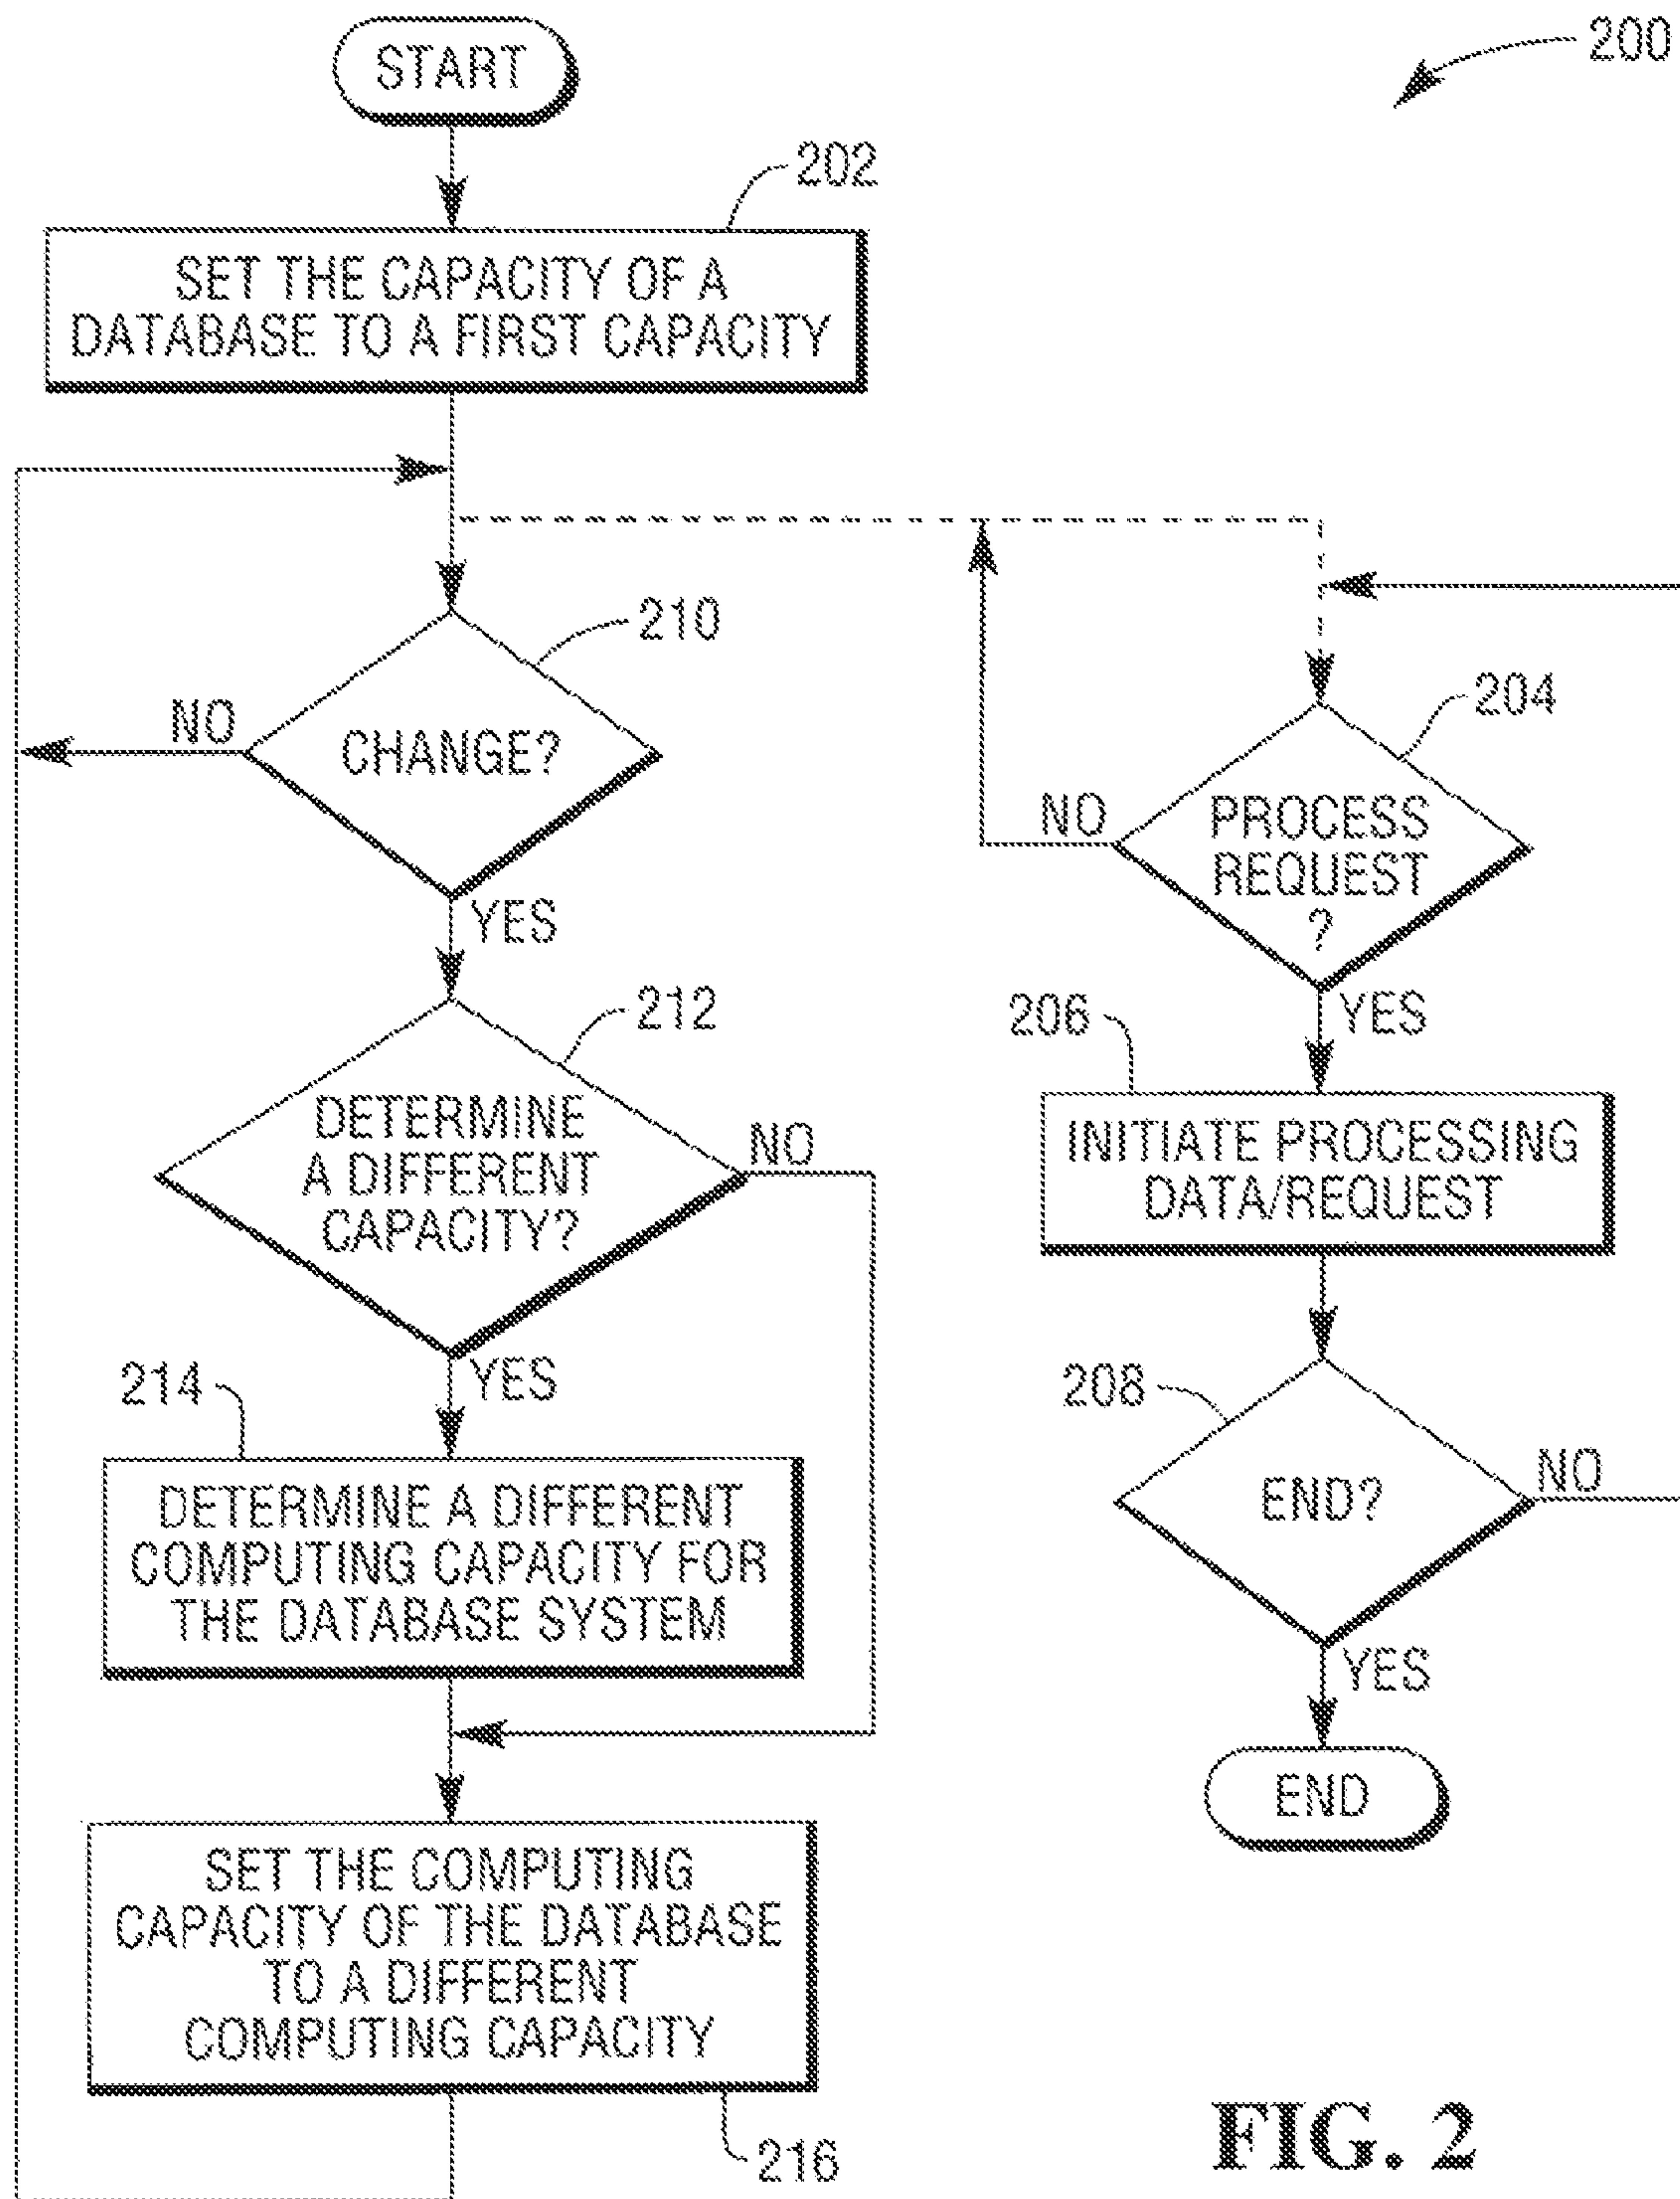 START
200
202
SET THE CAPACITY OF A
DATABASE TO A FIRST CAPACITY
210
NO
CHANGE?
YES
212
DETERMINE
A DIFFERENT
CAPACITY?
NO
YES
214
DETERMINE A DIFFERENT
COMPUTING CAPACITY FOR
THE DATABASE SYSTEM
SET THE COMPUTING
CAPACITY OF THE DATABASE
TO A DIFFERENT
COMPUTING CAPACITY
216
204
NO
PROCESS
REQUEST
?
YES
206
INITIATE PROCESSING
DATA/REQUEST
208
END?
NO
YES
END
FIG. 2